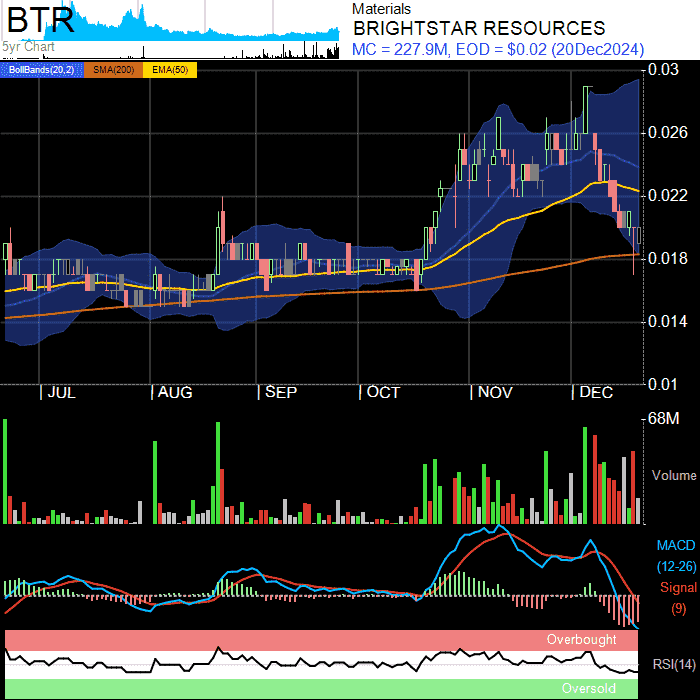 BTR
5yr Chart
Materials
BRIGHTSTAR RESOURCES
MC = 227.9M, EOD = $0.02 (20Dec2024)
BollBands(20,2) SMA(200) EMA(50)
0.03
0.026
0.022
0.018
0.014
0.01
| JUL | AUG | SEP | OCT | NOV | DEC
68M
Volume
MACD
(12-26)
Signal
(9)
Overbought
RSI(14)
Oversold